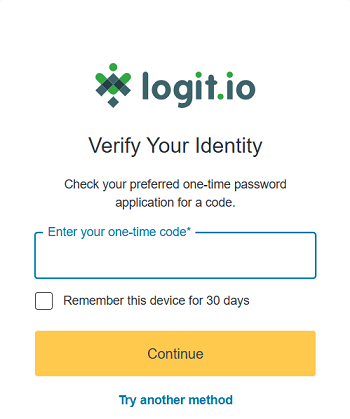 logit.io
Verify Your Identity
Check your preferred one-time password
application for a code.
Enter your one-time code*
Remember this device for 30 days
Continue
Try another method